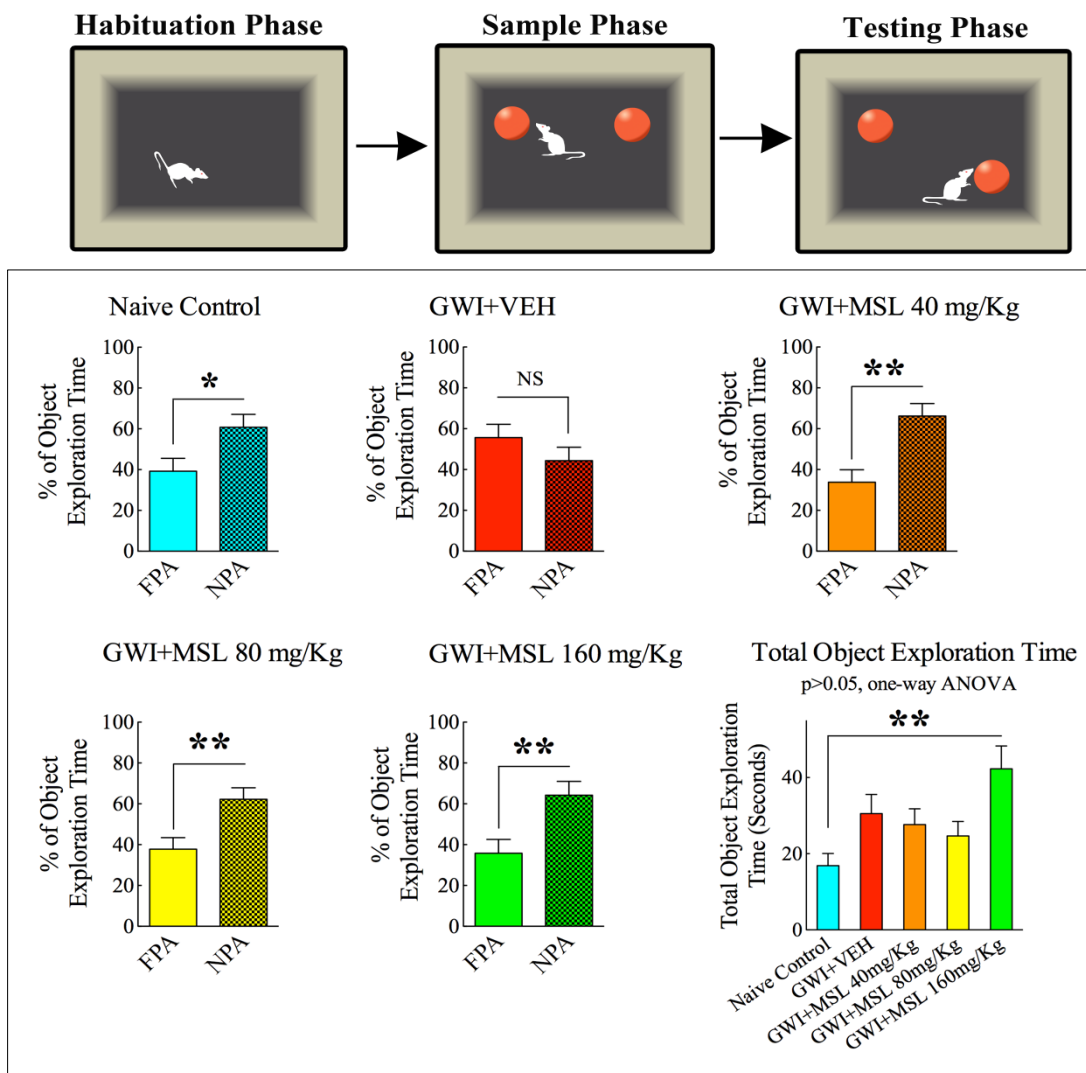 Habituation Phase
Sample Phase
Testing Phase
Naive Control
% of Object
Exploration Time
100
80
60
40
20
0
*
FPA
NPA
GWI+VEH
% of Object
Exploration Time
100
80
60
40
20
0
NS
FPA
NPA
GWI+MSL 40 mg/Kg
% of Object
Exploration Time
100
80
60
40
20
0
**
FPA
NPA
GWI+MSL 80 mg/Kg
% of Object
Exploration Time
100
80
60
40
20
0
**
FPA
NPA
GWI+MSL 160 mg/Kg
% of Object
Exploration Time
100
80
60
40
20
0
**
FPA
NPA
Total Object Exploration Time
p>0.05, one-way ANOVA
Total Object Exploration
Time (Seconds)
40
20
0
**
Naive Control
GWI+VEH
GWI+MSL 40mg/Kg
GWI+MSL 80mg/Kg
GWI+MSL 160mg/Kg